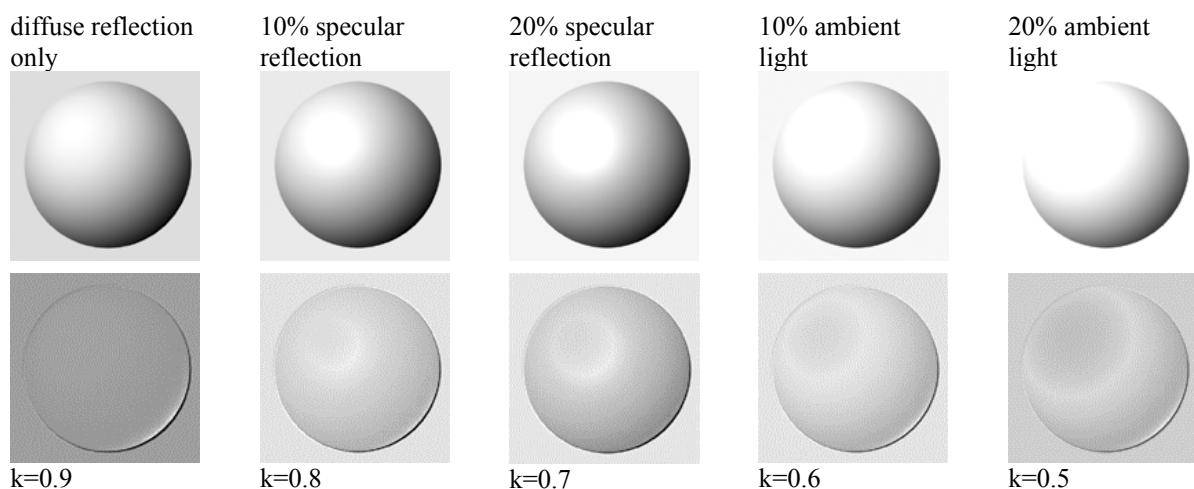 diffuse reflection
only
10% specular
reflection
20% specular
reflection
10% ambient
light
20% ambient
light
k=0.9
k=0.8
k=0.7
k=0.6
k=0.5